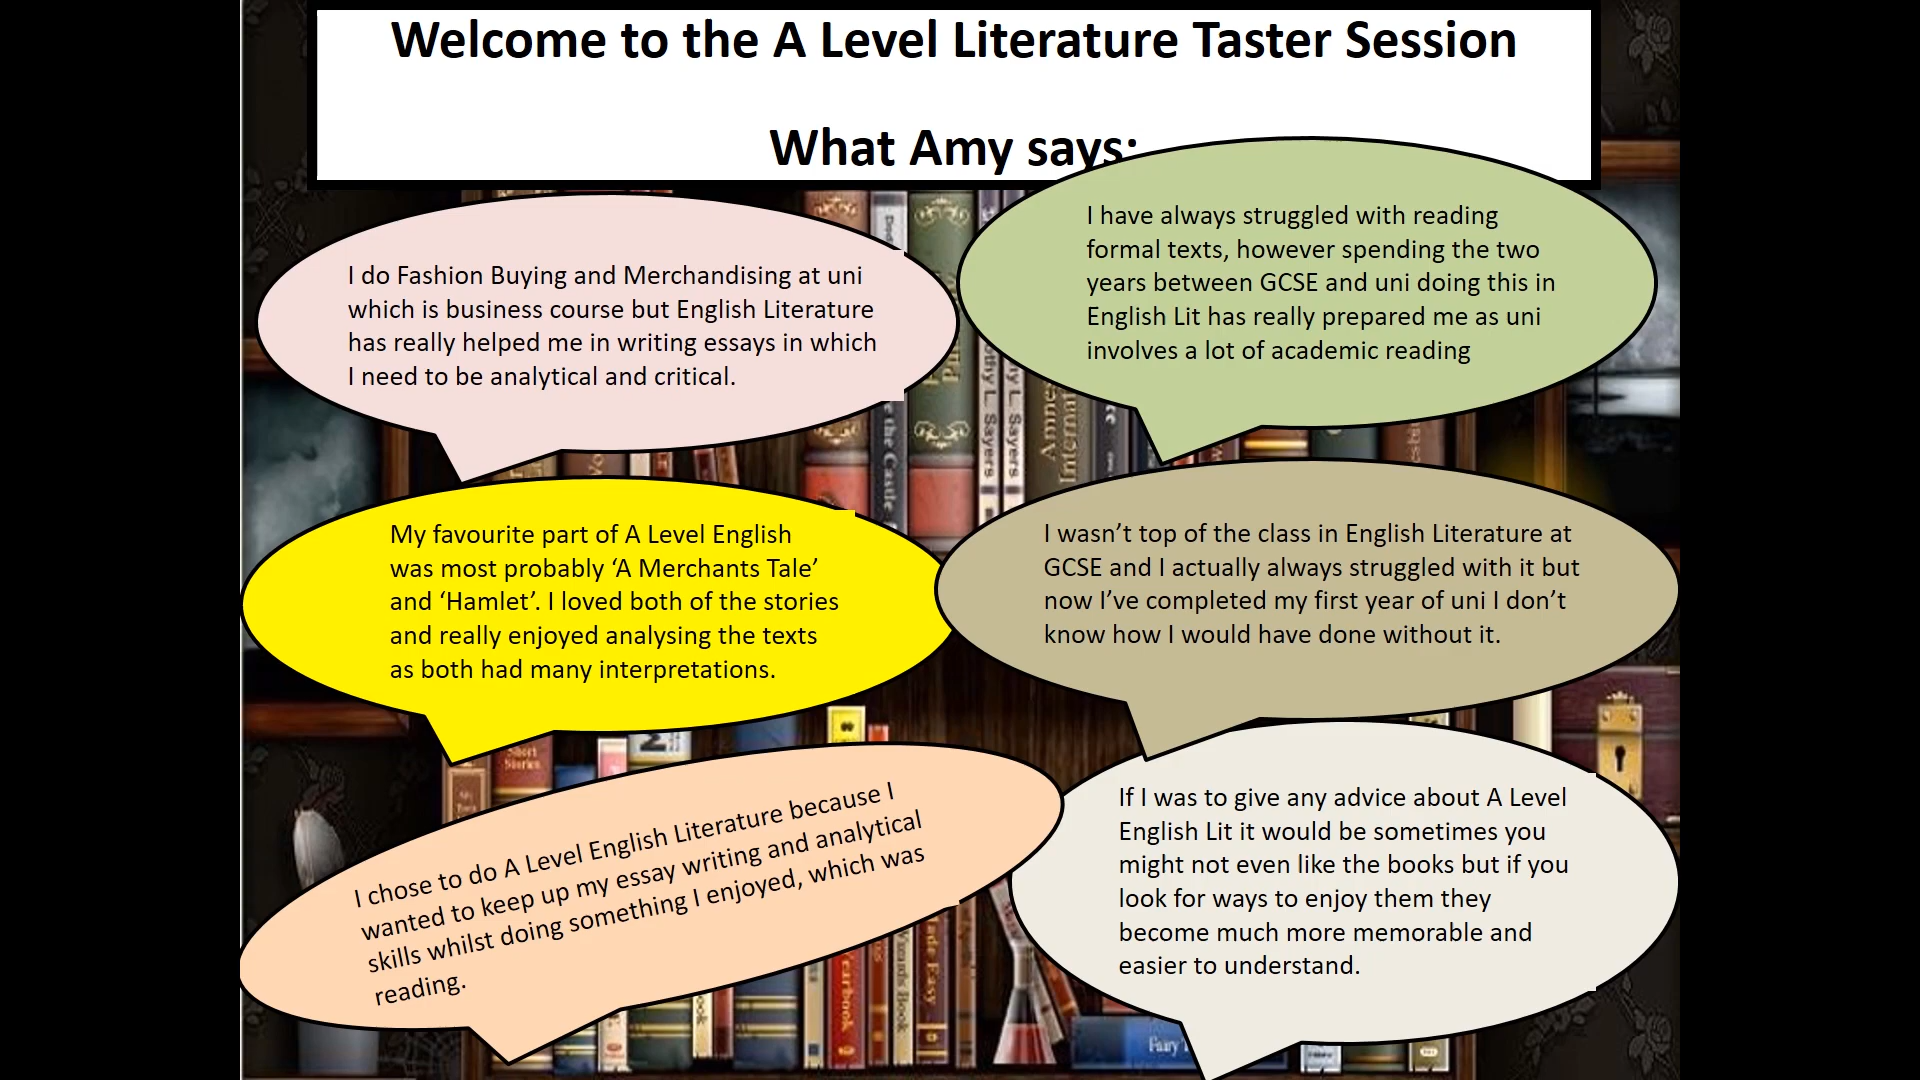 Welcome to the A Level Literature Taster Session
What Amy says:
I do Fashion Buying and Merchandising at uni
which is business course but English Literature
has really helped me in writing essays in which
I need to be analytical and critical.
I have always struggled with reading
formal texts, however spending the two
years between GCSE and uni doing this in
English Lit has really prepared me as uni
involves a lot of academic reading
My favourite part of A Level English
was most probably ‘A Merchants Tale’
and ‘Hamlet’. I loved both of the stories
and really enjoyed analysing the texts
as both had many interpretations.
I wasn’t top of the class in English Literature at
GCSE and I actually always struggled with it but
now I’ve completed my first year of uni I don’t
know how I would have done without it.
I chose to do A Level English Literature because I
wanted to keep up my essay writing and analytical
skills whilst doing something I enjoyed, which was
reading.
If I was to give any advice about A Level
English Lit it would be sometimes you
might not even like the books but if you
look for ways to enjoy them they
become much more memorable and
easier to understand.
the Castle
L. Sayers
L. Sayers
Short
Stories